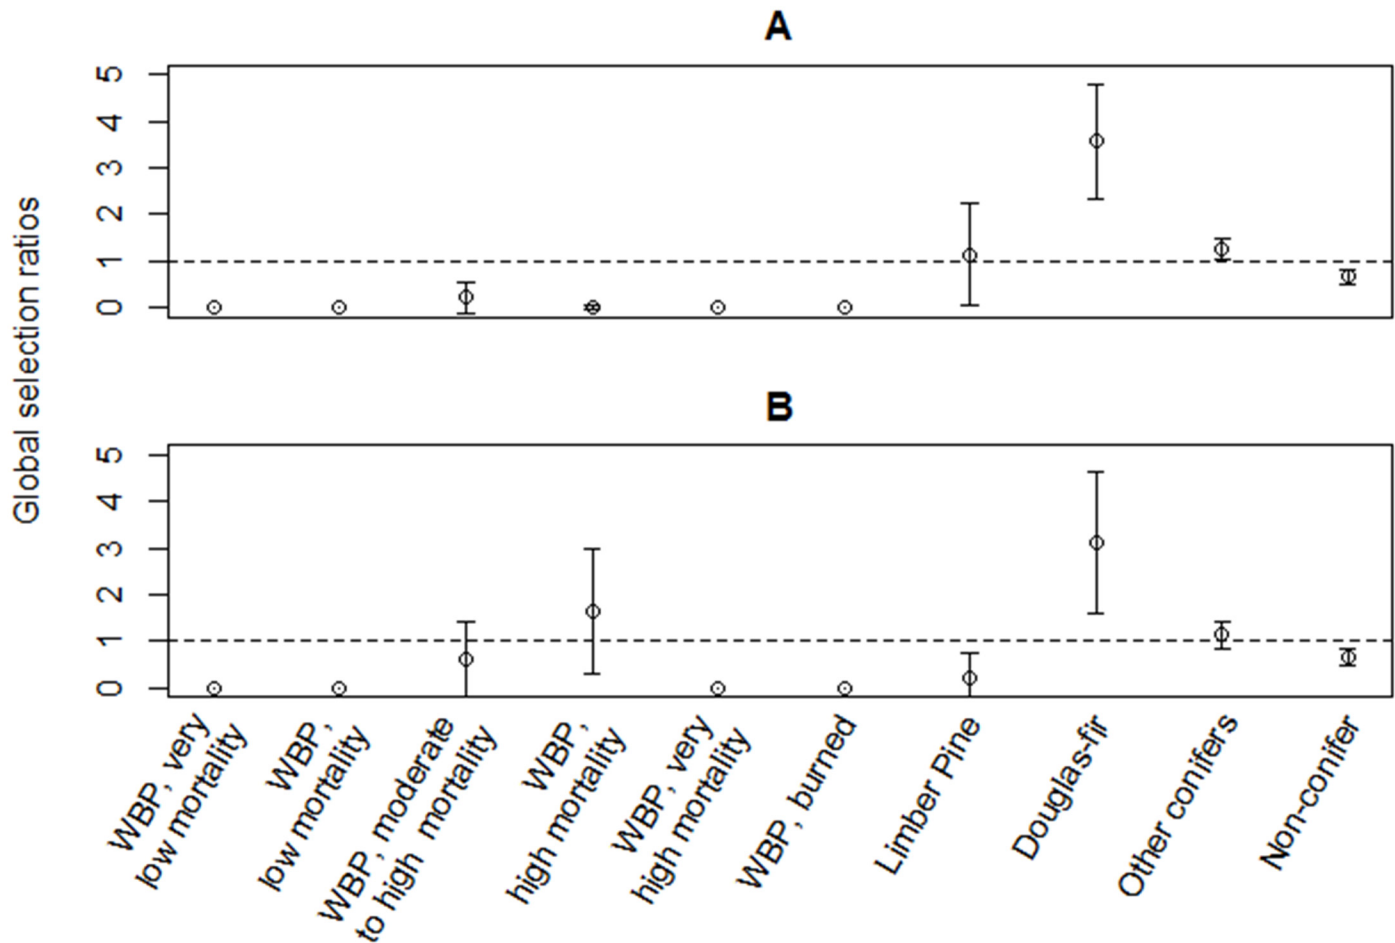 A
Global selection ratios
5
4
3
2
1
0
B
5
4
3
2
1
0
WBP, very
low mortality
WBP,
low mortality
WBP, moderate
to high mortality
WBP,
high mortality
WBP, very
high mortality
WBP, burned
Limber Pine
Douglas-fir
Other conifers
Non-conifer